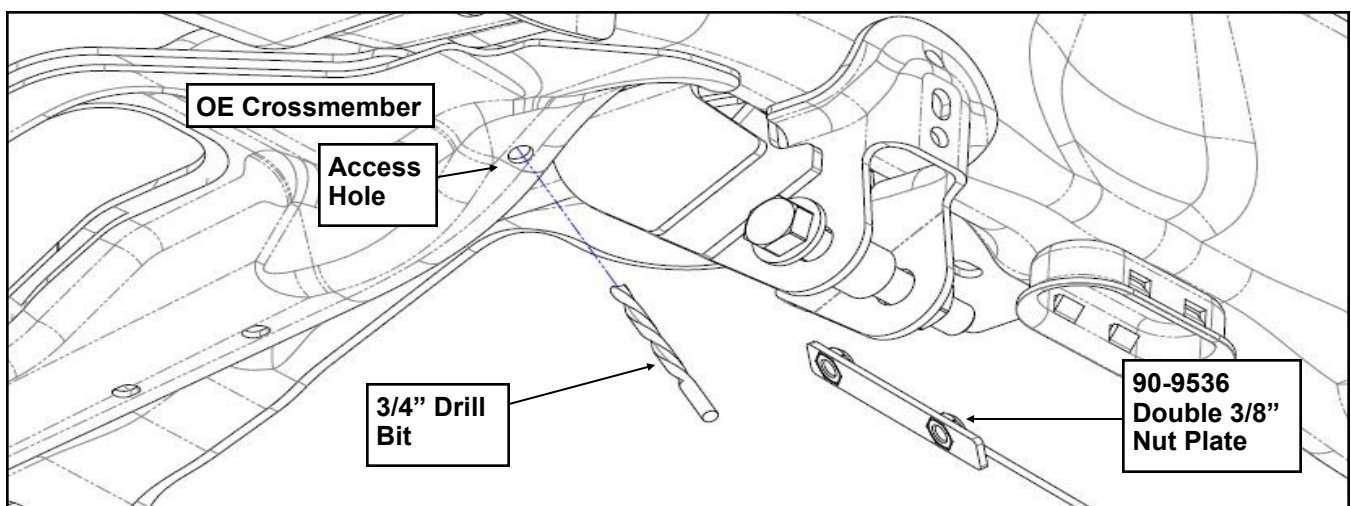 OE Crossmember
Access
Hole
3/4” Drill
Bit
90-9536
Double 3/8”
Nut Plate